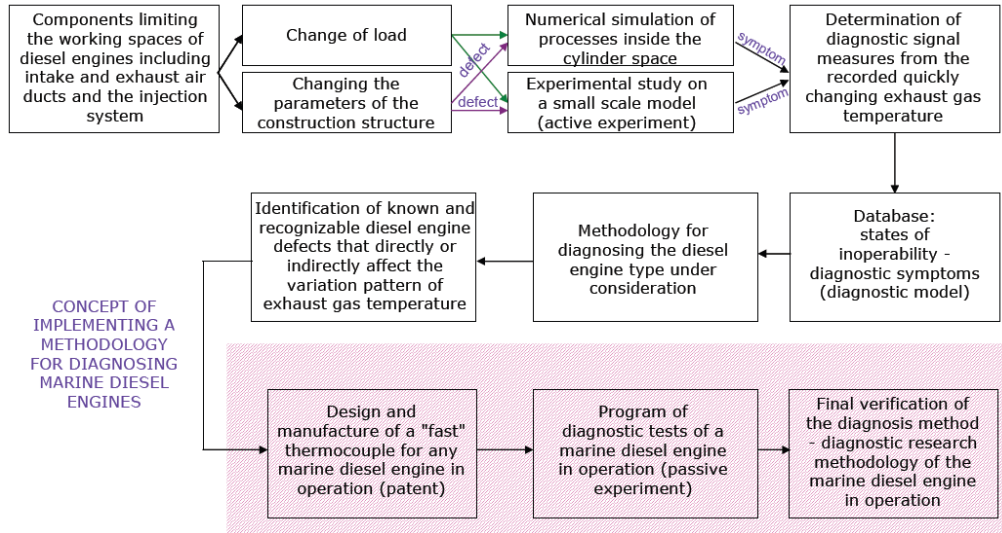 Components limiting
the working spaces of
diesel engines including
intake and exhaust air
ducts and the injection
system
Change of load
Changing the
parameters of the
construction structure
defect
defect
Numerical simulation of
processes inside the
cylinder space
Experimental study on
a small scale model
(active experiment)
symptom
symptom
Determination of
diagnostic signal
measures from the
recorded quickly
changing exhaust gas
temperature
Database:
states of
inoperability -
diagnostic symptoms
(diagnostic model)
Methodology for
diagnosing the diesel
engine type under
consideration
Identification of known and
recognizable diesel engine
defects that directly or
indirectly affect the
variation pattern of
exhaust gas temperature
CONCEPT OF
IMPLEMENTING A
METHODOLOGY
FOR DIAGNOSING
MARINE DIESEL
ENGINES
Design and
manufacture of a "fast"
thermocouple for any
marine diesel engine in
operation (patent)
Program of
diagnostic tests of a
marine diesel engine
in operation (passive
experiment)
Final verification of
the diagnosis method
- diagnostic research
methodology of the
marine diesel engine
in operation